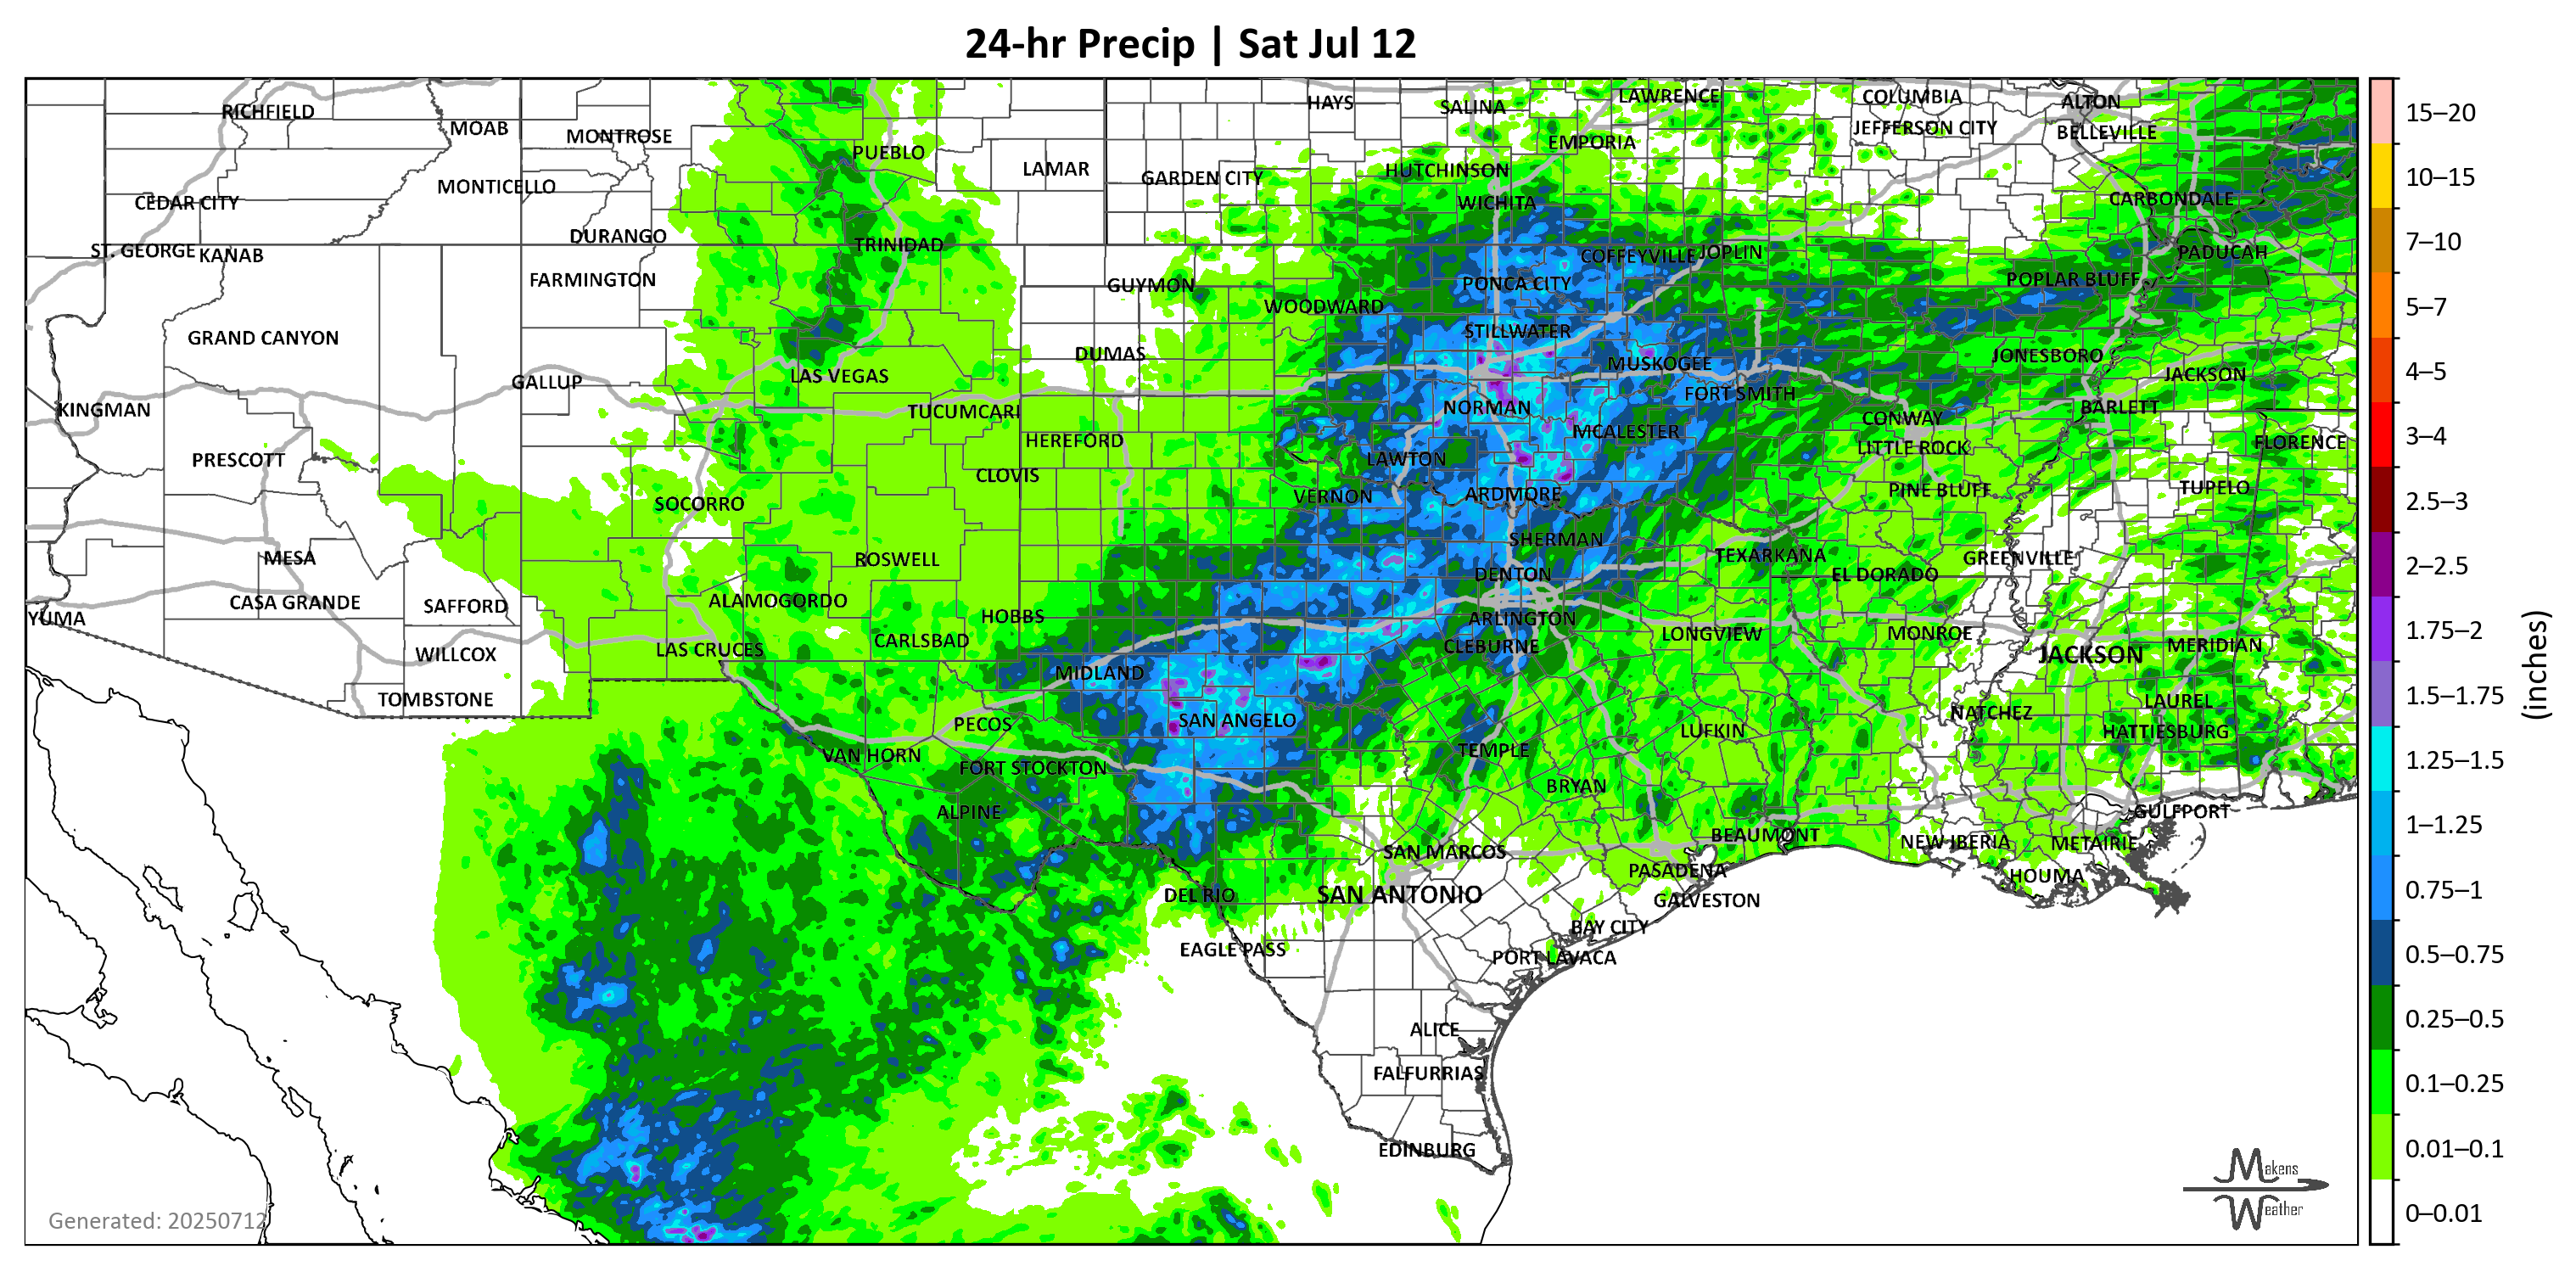 24-hr Precip | Sat Jul 12
RICHFIELD
MOAB
MONTROSE
PUEBLO
LAMAR
HAYS
SALINA
LAWRENCE
COLUMBIA
ALTON
EMPORIA
JEFFERSON CITY
BELLEVILLE
MONTICELLO
GARDEN CITY
HUTCHINSON
CEDAR CITY
WICHITA
CARBONDALE
ST. GEORGE
KANAB
DURANGO
TRINIDAD
COFFEYVILLE
JOPLIN
PADUCAH
FARMINGTON
GUYMON
PONCA CITY
POPLAR BLUFF
WOODWARD
GRAND CANYON
STILLWATER
DUMAS
MUSKOGEE
JONESBORO
GALLUP
LAS VEGAS
FORT SMITH
JACKSON
KINGMAN
TUCUMCARI
NORMAN
CONWAY
BARLETT
HEREFORD
MCALESTER
LITTLE ROCK
FLORENCE
PRESCOTT
CLOVIS
LAWTON
SOCORRO
VERNON
ARDMORE
PINE BLUFF
TUPELO
MESA
ROSWELL
SHERMAN
TEXARKANA
GREENVILLE
DENTON
EL DORADO
YUMA
CASA GRANDE
SAFFORD
ALAMOGORDO
HOBBS
ARLINGTON
WILLCOX
LAS CRUCES
CARLSBAD
CLEBURNE
LONGVIEW
MONROE
JACKSON
MERIDIAN
TOMBSTONE
MIDLAND
LAUREL
PECOS
SAN ANGELO
NATCHEZ
VAN HORN
FORT STOCKTON
TEMPLE
LUFKIN
HATTIESBURG
ALPINE
BRYAN
GULFPORT
SAN MARCOS
BEAUMONT
NEW IBERIA
METAIRIE
DEL RIO
SAN ANTONIO
PASADENA
HOUMA
GALVESTON
EAGLE PASS
BAY CITY
PORT LAVACA
ALICE
FALFURRIAS
EDINBURG
Generated: 20250712
Makens
Weather
15–20
10–15
7–10
5–7
4–5
3–4
2.5–3
2–2.5
1.75–2
1.5–1.75
1.25–1.5
1–1.25
0.75–1
0.5–0.75
0.25–0.5
0.1–0.25
0.01–0.1
0–0.01
(inches)